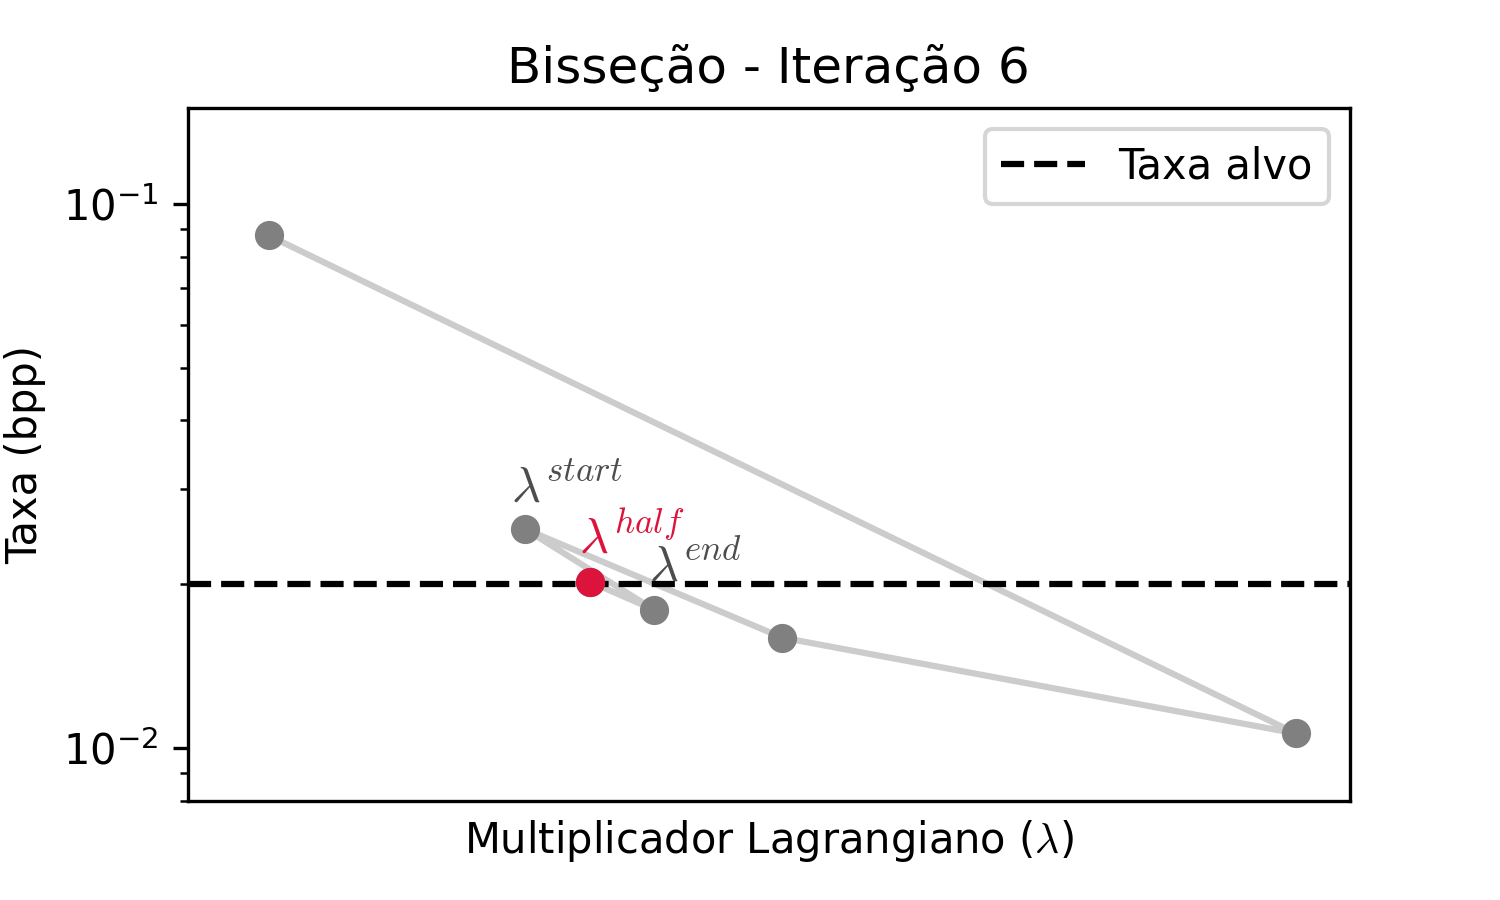 Bisseção - Iteração 6
Taxa alvo
10⁻¹
Taxa (bpp)
λ^start
λ^half
λ^end
10⁻²
Multiplicador Lagrangiano (λ)